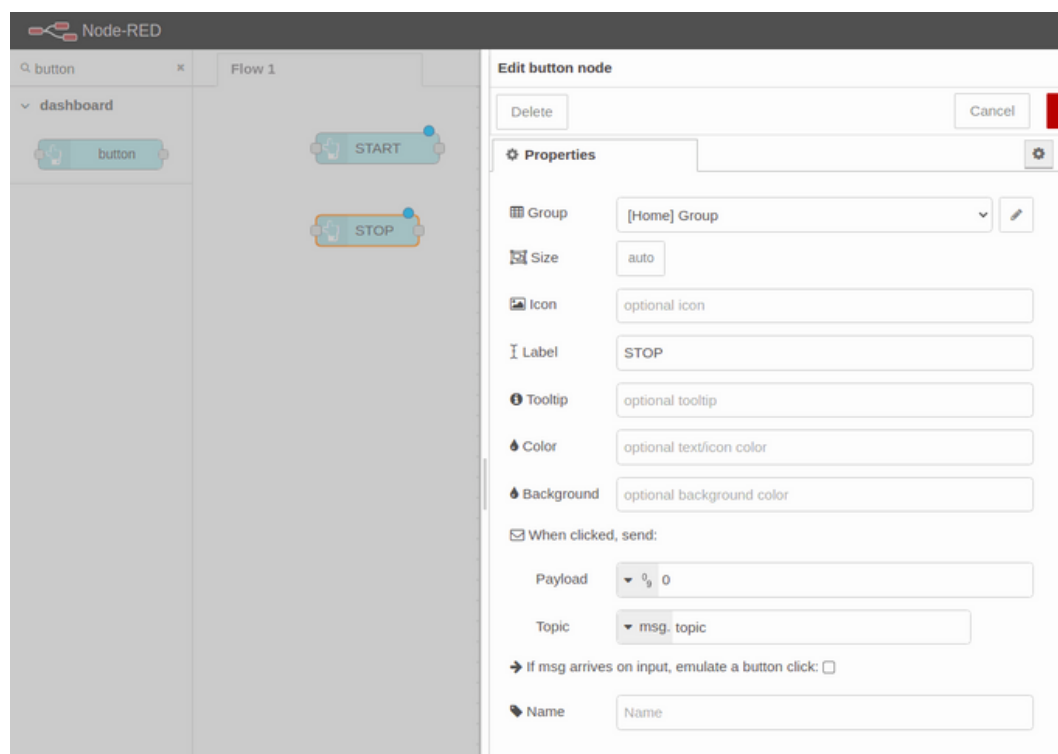 Node-RED
button
Flow 1
dashboard
button
START
STOP
Edit button node
Delete
Cancel
Properties
Group
[Home] Group
Size
auto
Icon
optional icon
Label
STOP
Tooltip
optional tooltip
Color
optional text/icon color
Background
optional background color
When clicked, send:
Payload
0
9
0
Topic
msg. topic
If msg arrives on input, emulate a button click:
Name
Name